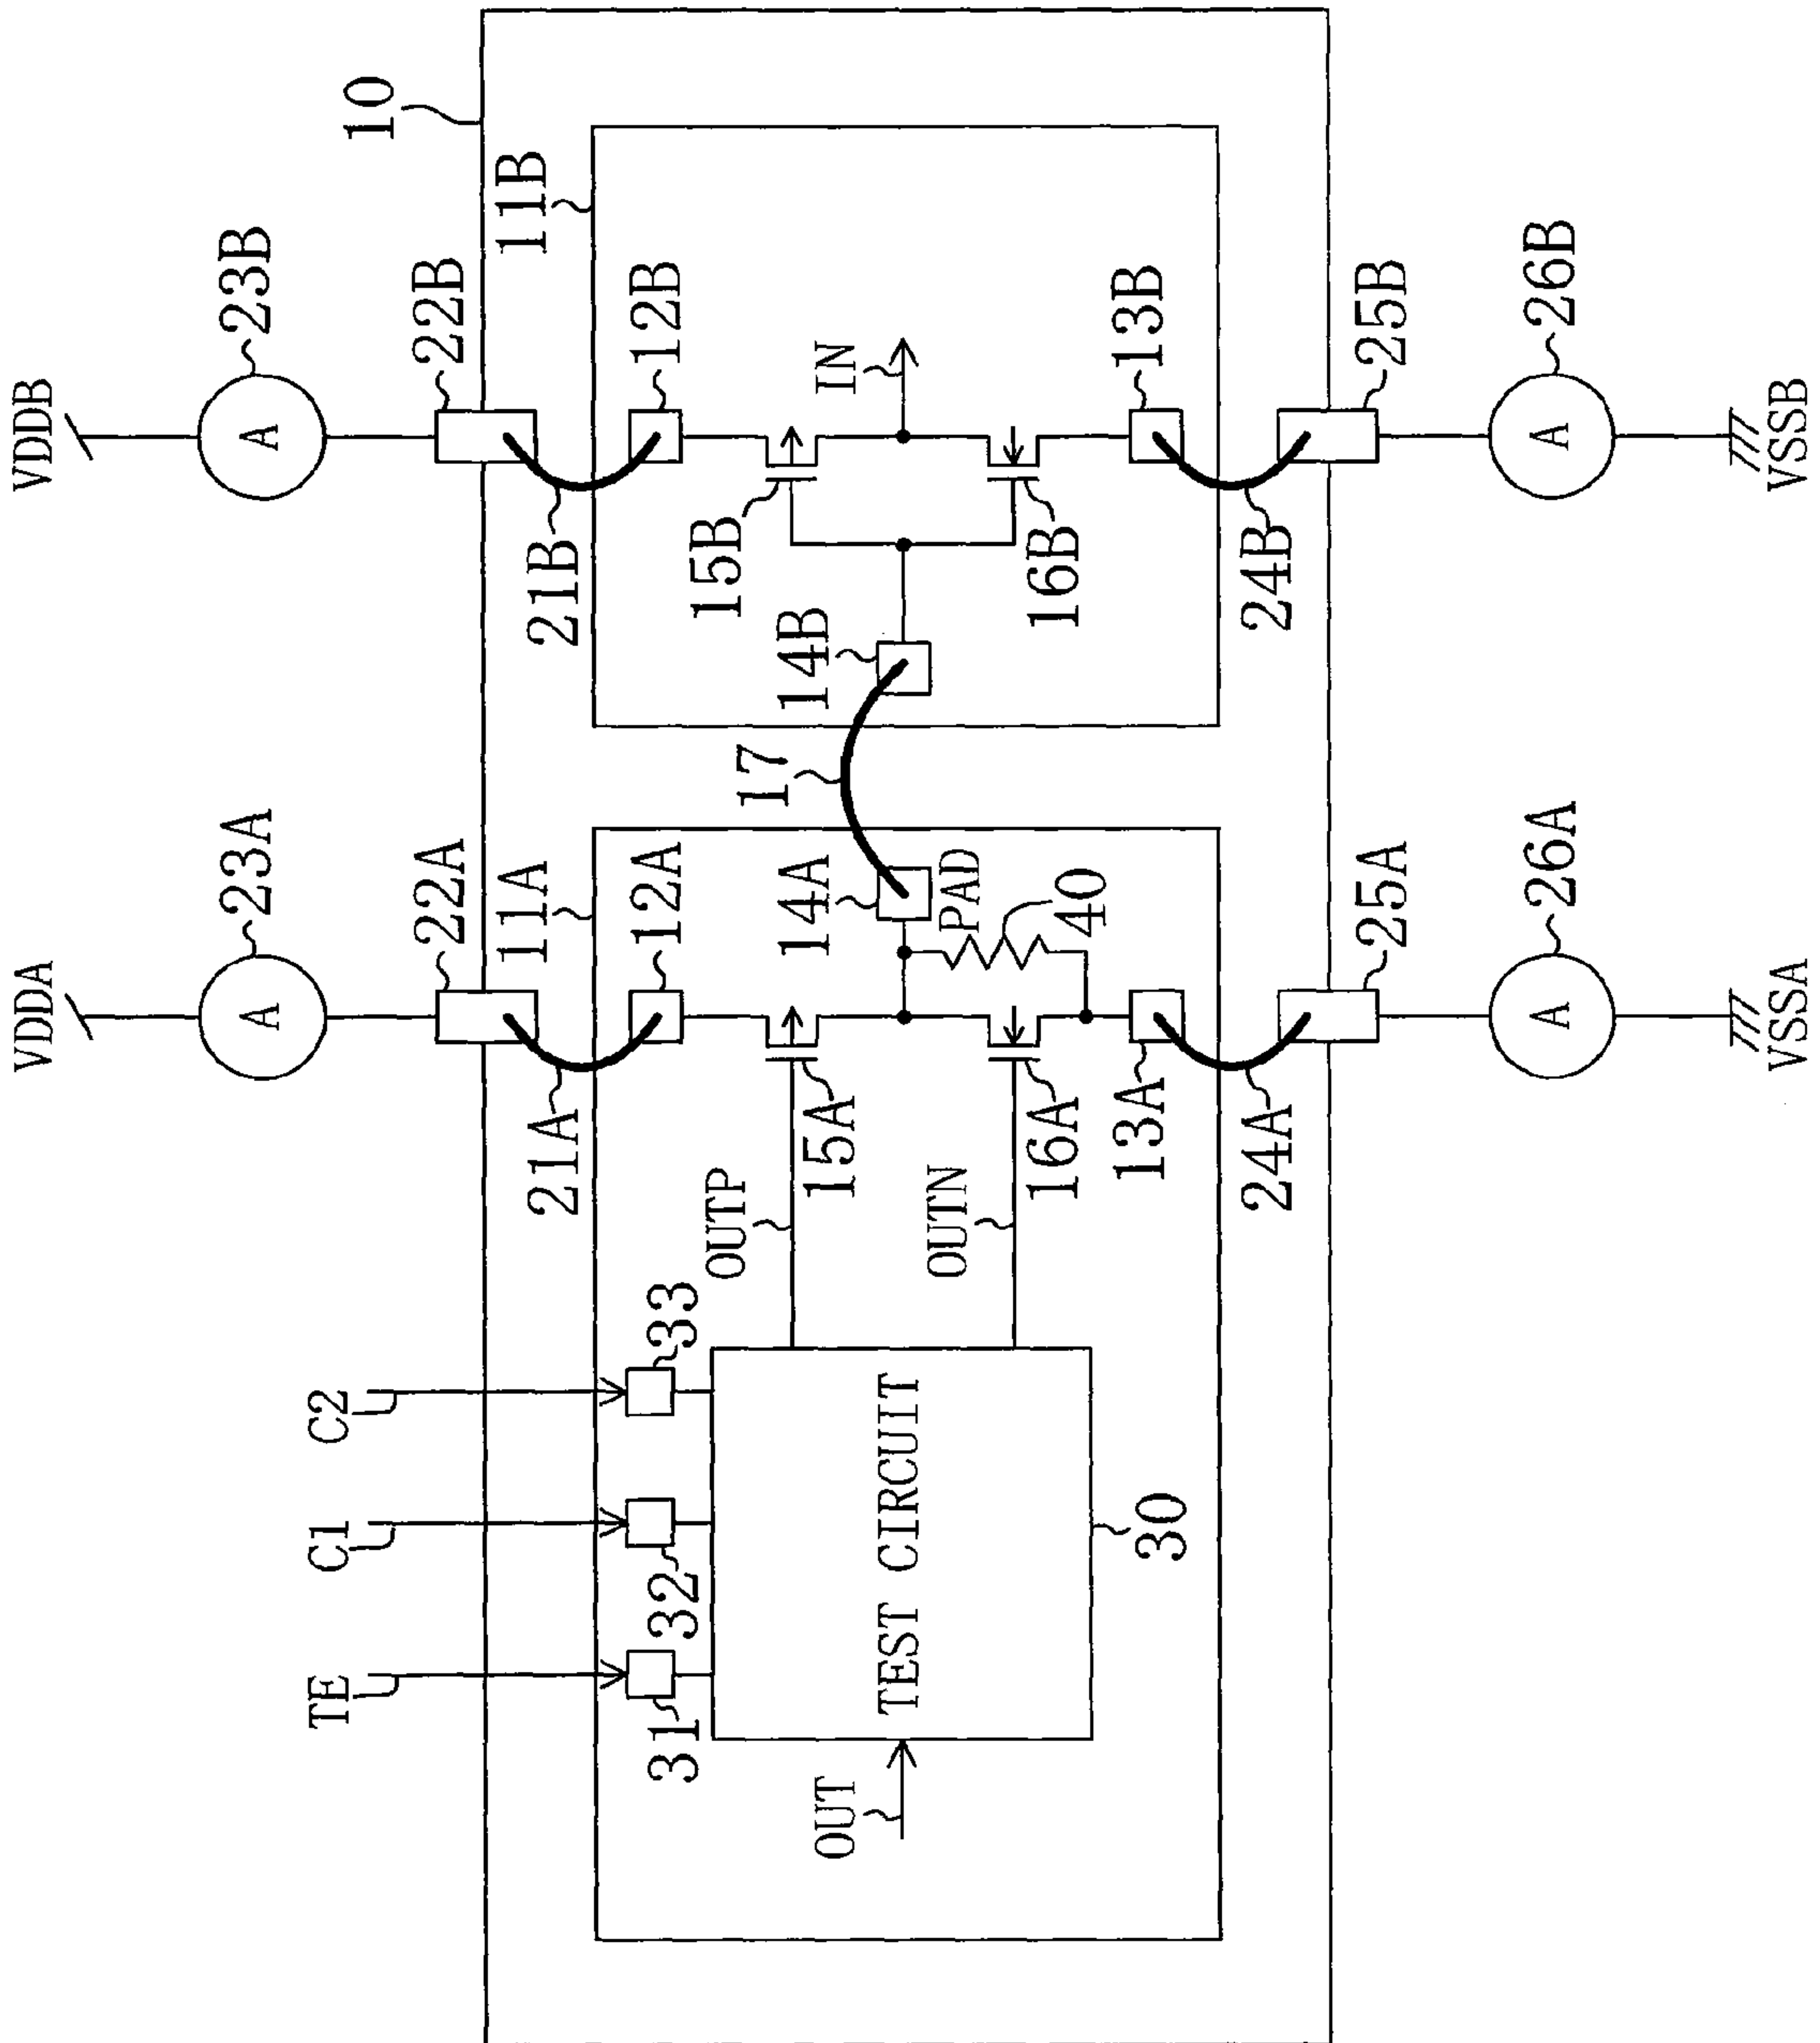 VDDA
VDDB
23A
23B
A
A
10
TE
C1
C2
22A
22B
11A
11B
21A
21B
12A
12B
31
32
33
OUTP
15A
15B
17
14A
14B
IN
OUT
TEST CIRCUIT
PAD
OUTN
40
16A
16B
30
13A
13B
24A
24B
25A
25B
A
A
26A
26B
VSSA
VSSB